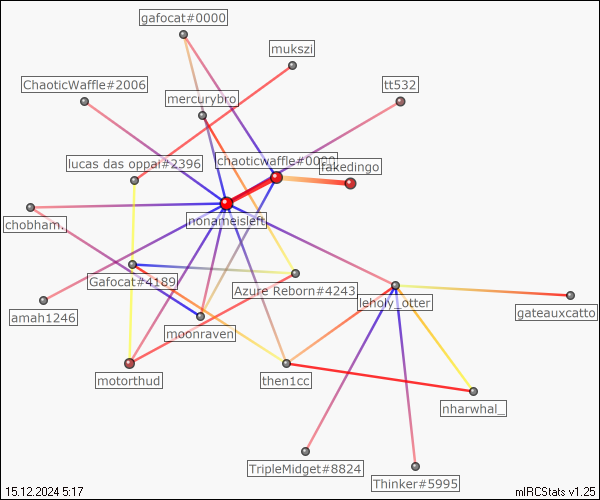 gafocat#0000
mukszi
ChaoticWaffle#2006
tt532
mercurybro
chaoticwaffle#0000
fakedingo
lucas das oppai#2396
nonameisleft
chobham.
Gafocat#4189
Azure Reborn#4243
leholy_otter
amah1246
moonraven
gateauxcatto
motorthud
then1cc
nharwhal_
TripleMidget#8824
Thinker#5995
15.12.2024 5:17
mIRCStats v1.25